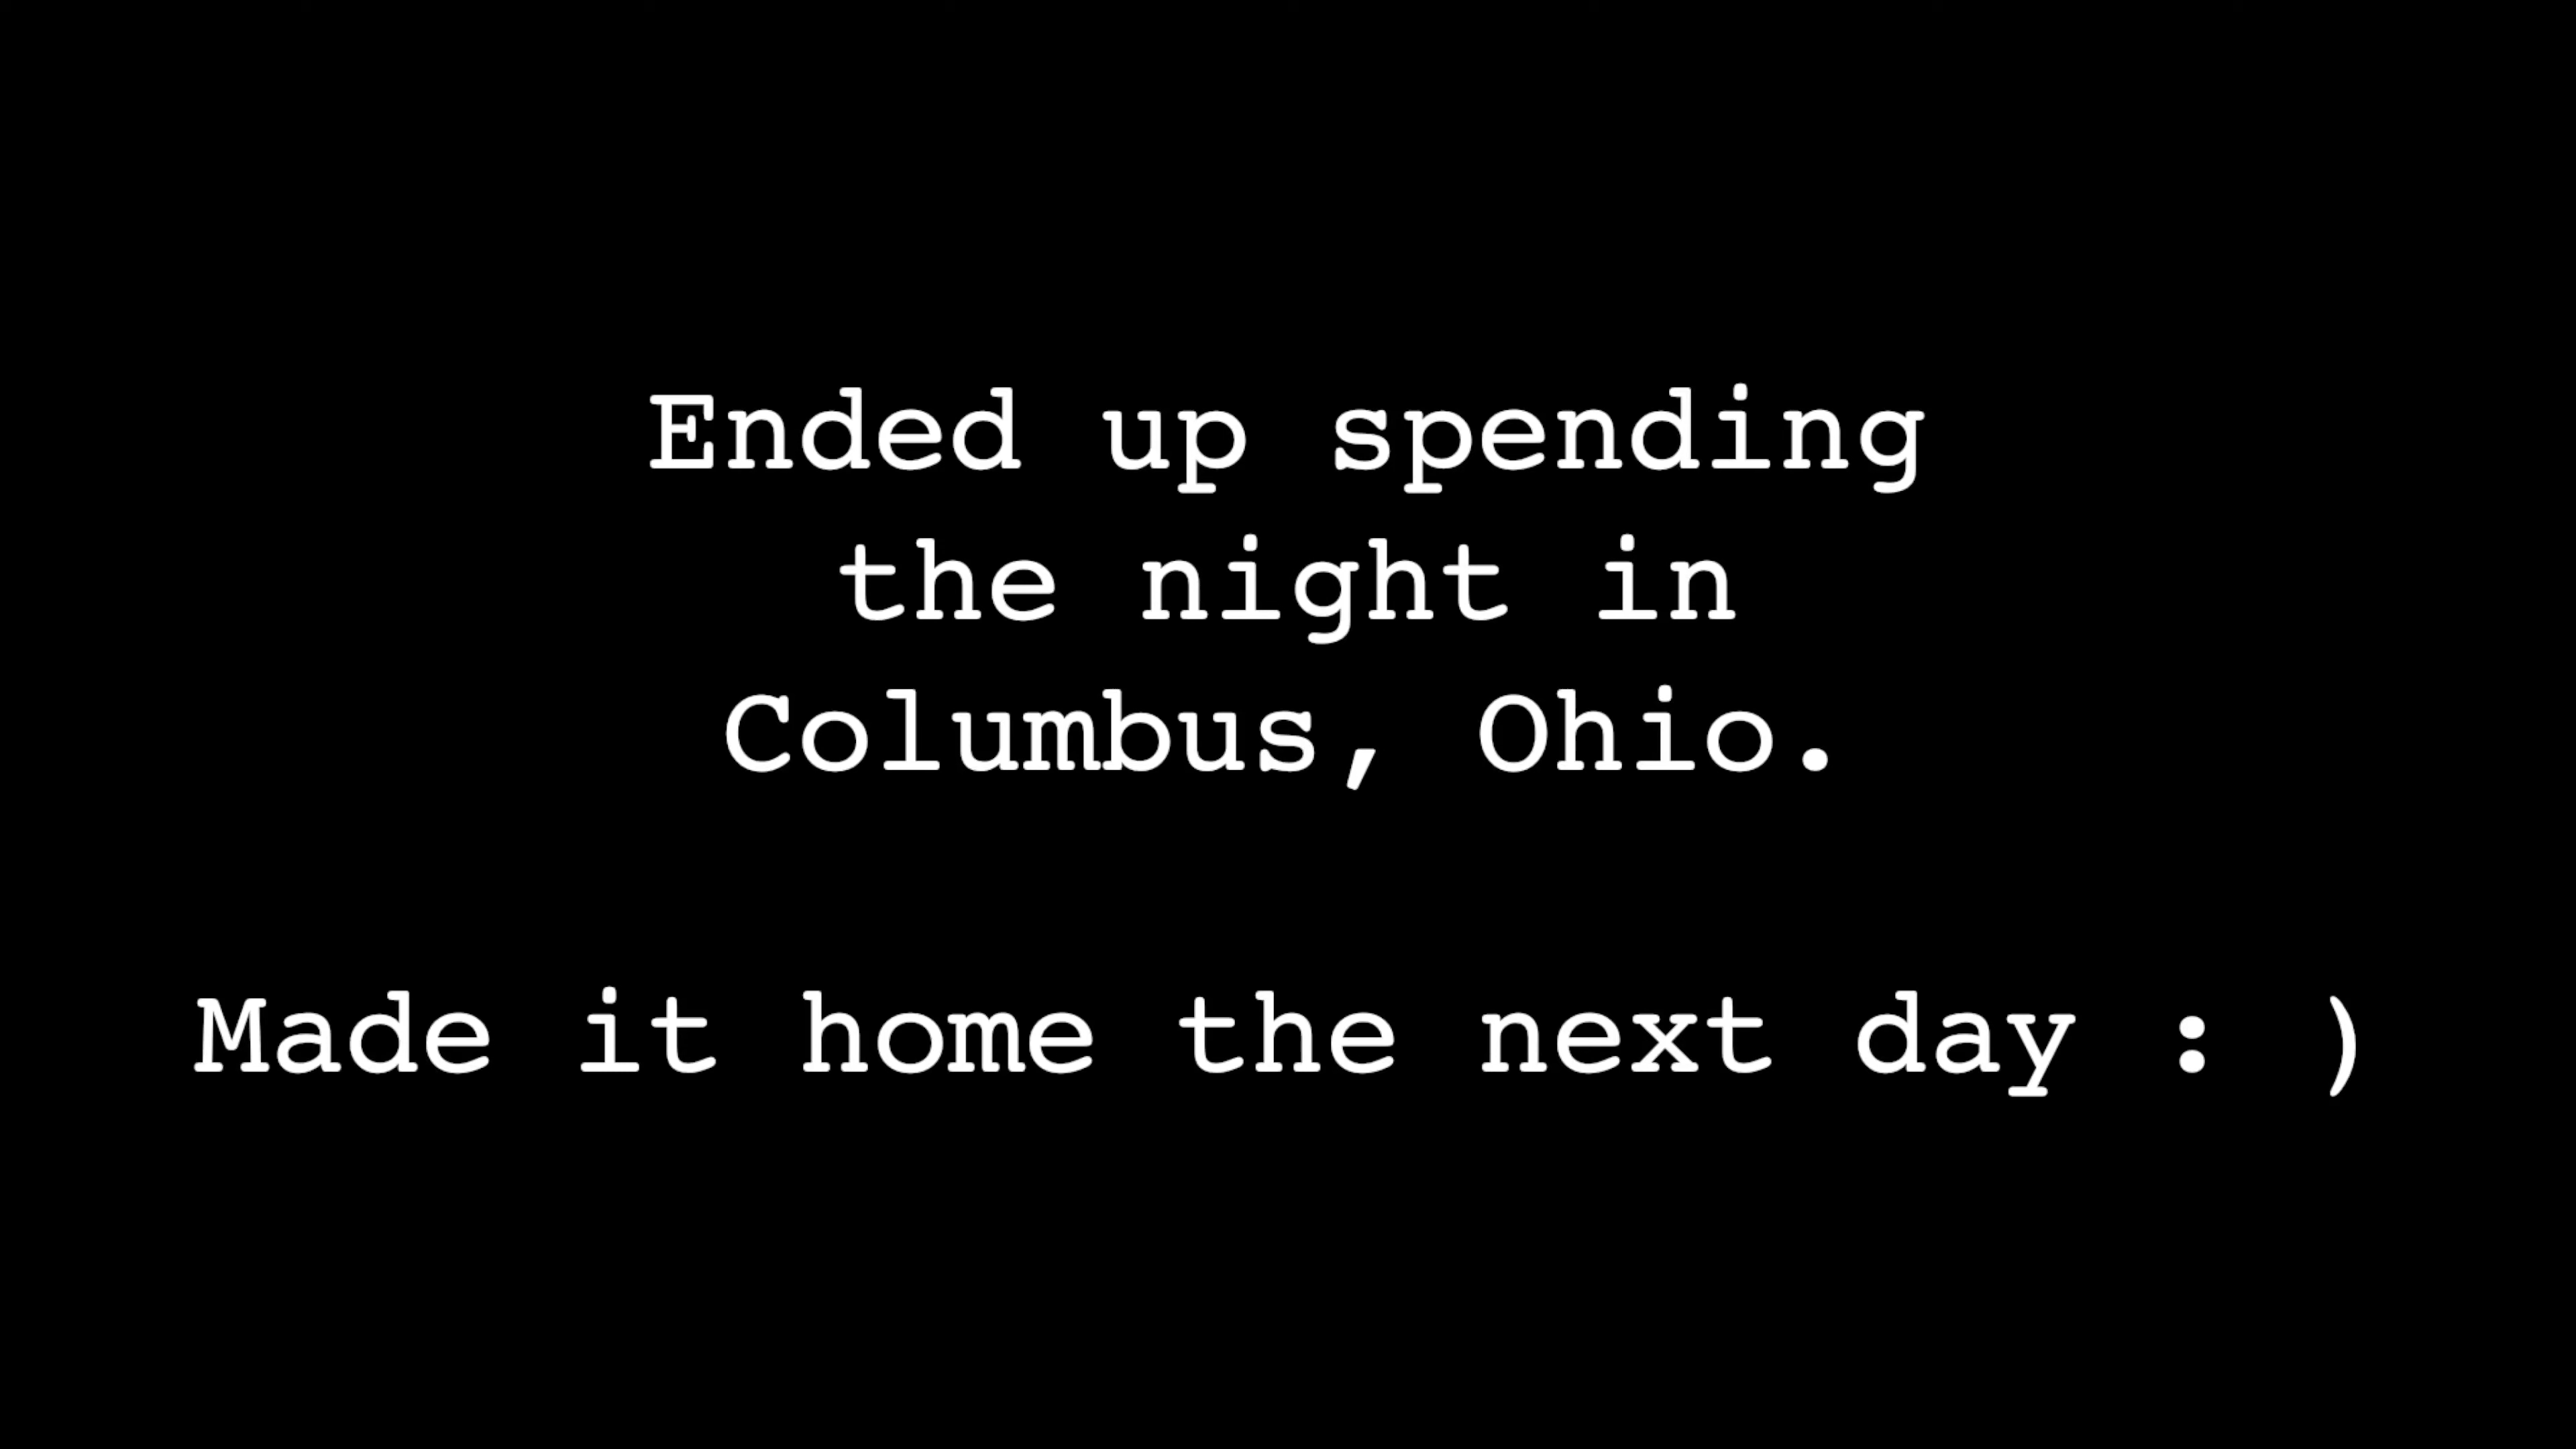 Ended up spending
the night in
Columbus, Ohio.
Made it home the next day : )